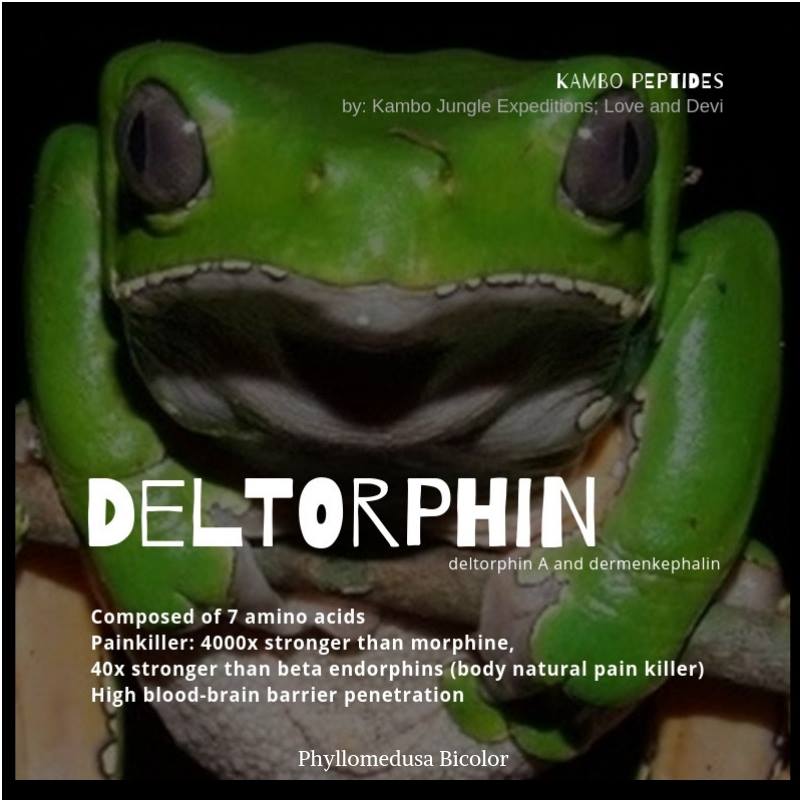 KAMBO PEPTIDES
by: Kambo Jungle Expeditions; Love and Devi
DELTORPHIN
deltorphin A and dermenkephalin
Composed of 7 amino acids
Painkiller: 4000x stronger than morphine,
40x stronger than beta endorphins (body natural pain killer)
High blood-brain barrier penetration
Phyllomedusa Bicolor